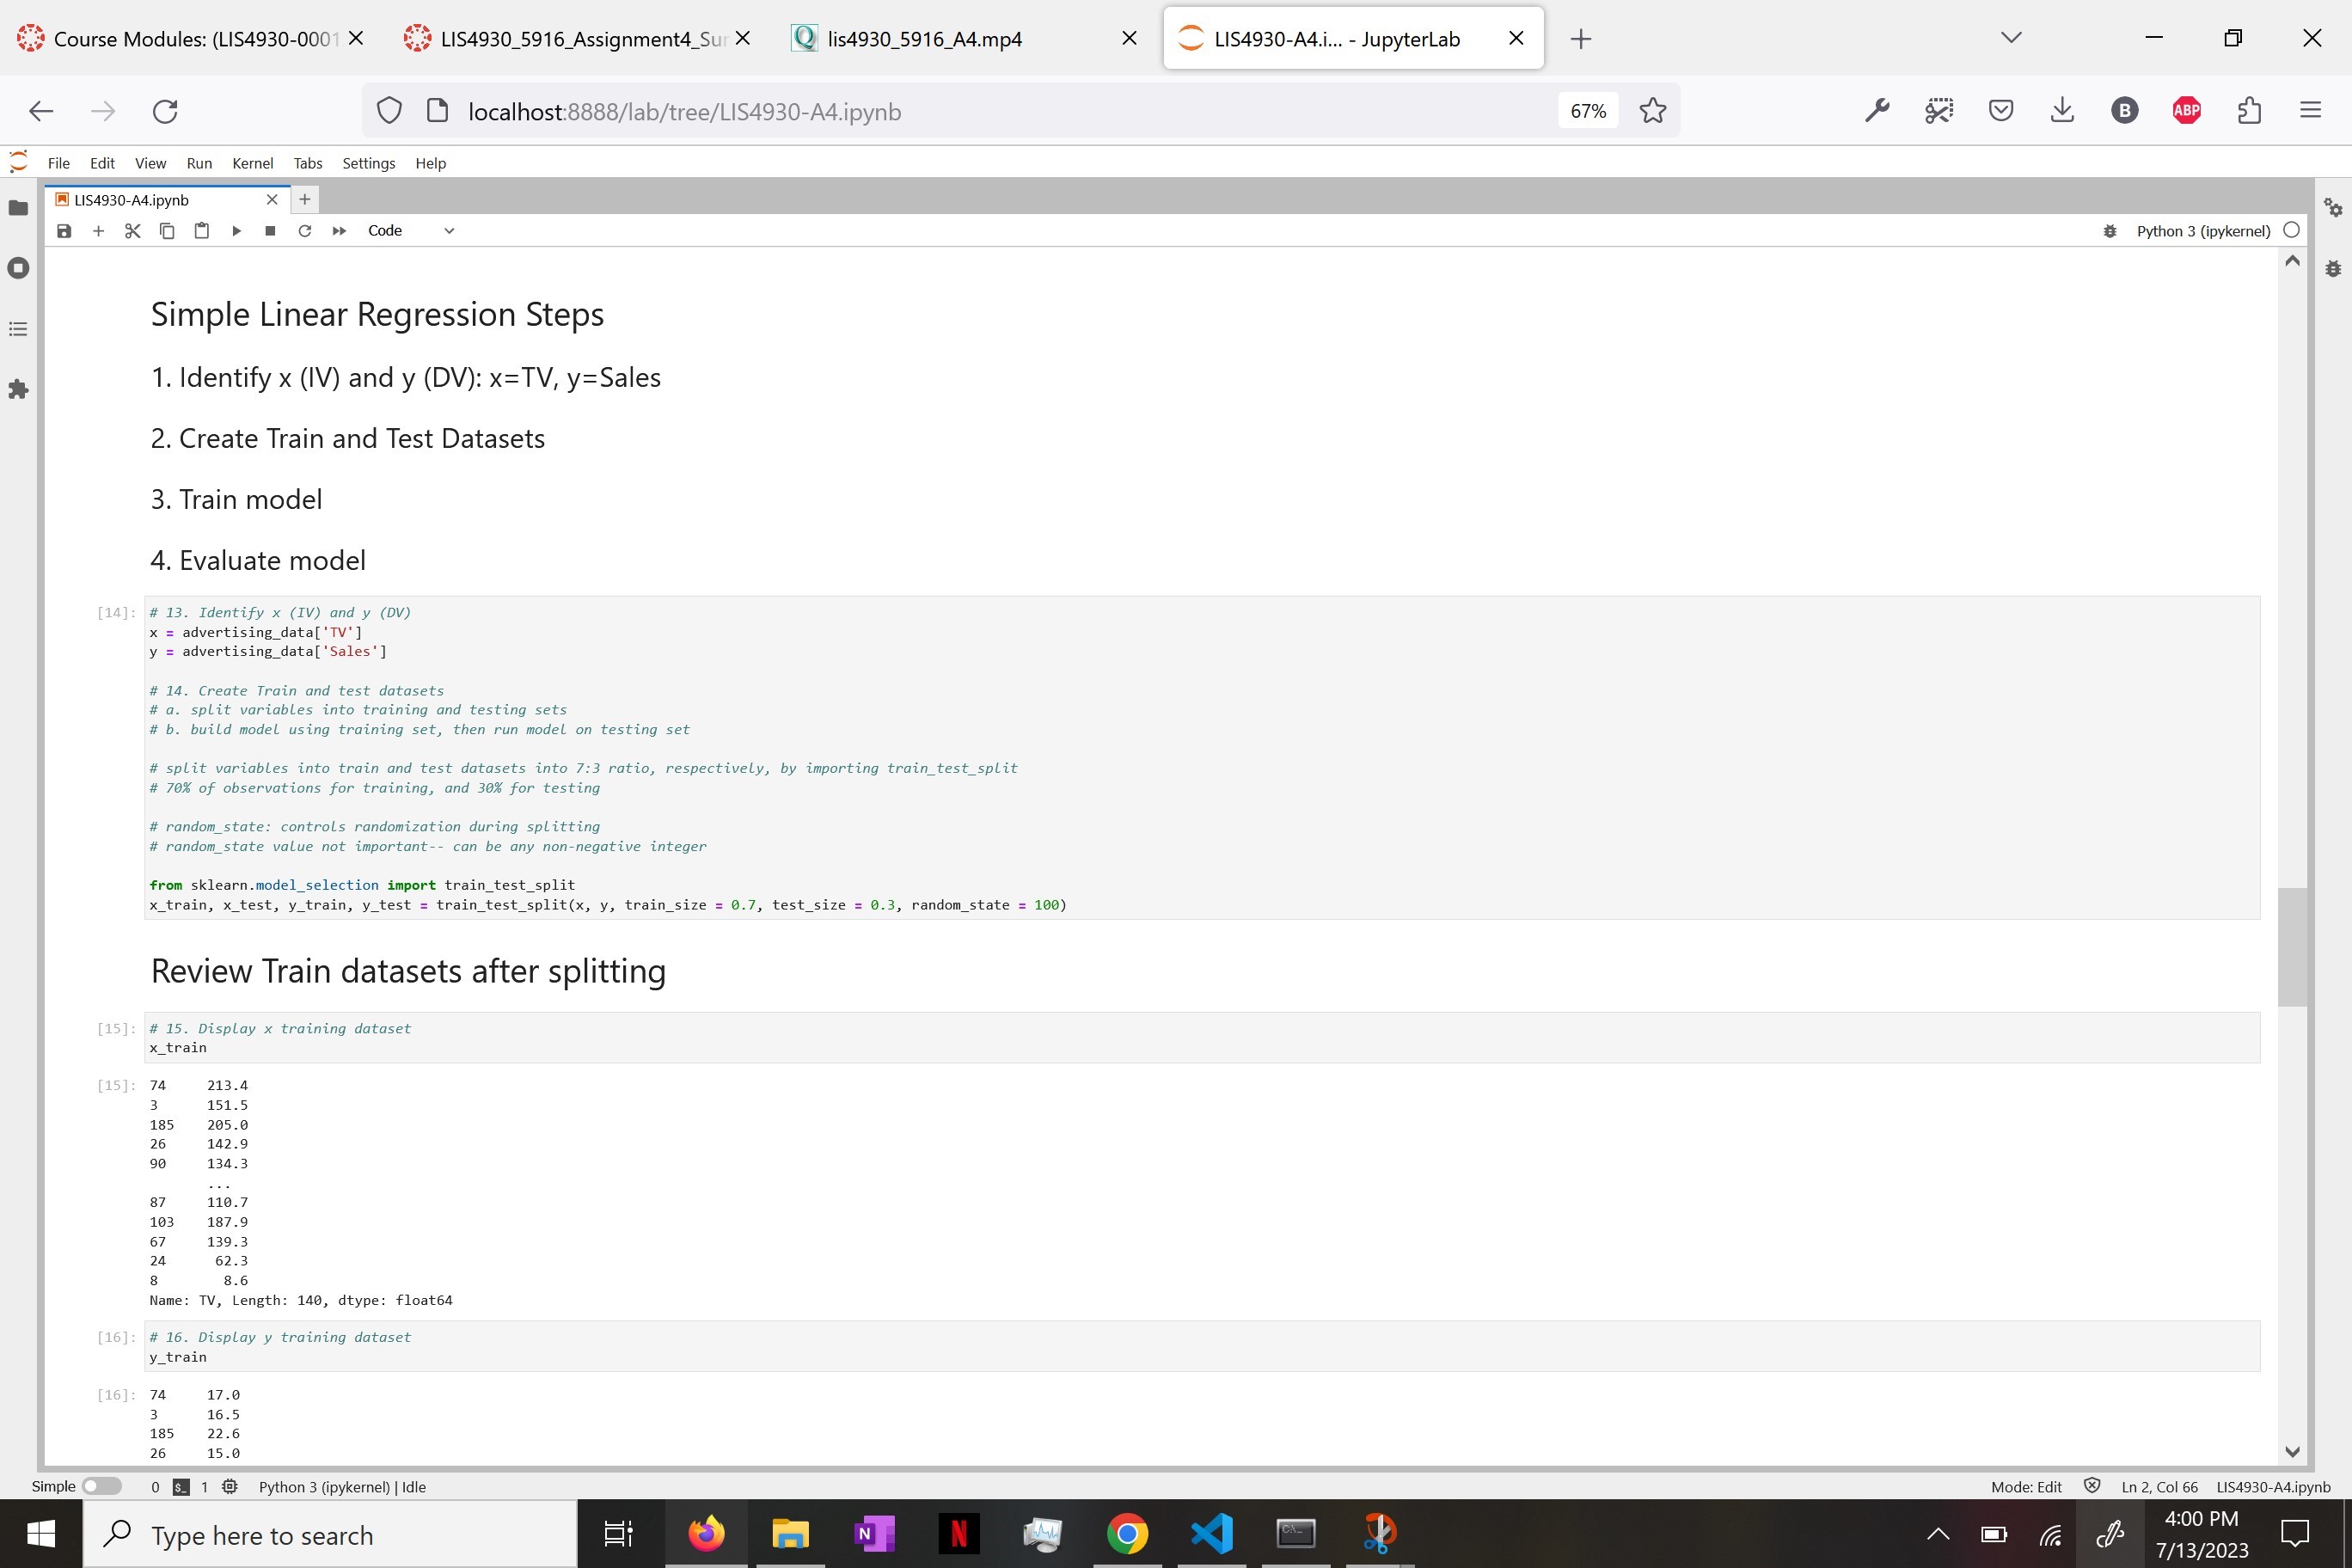 Course Modules: (LIS4930-0001
LIS4930_5916_Assignment4_Sur
lis4930_5916_A4.mp4
LIS4930-A4.i... - JupyterLab
localhost:8888/lab/tree/LIS4930-A4.ipynb
67%
B
ABP
File Edit View Run Kernel Tabs Settings Help
LIS4930-A4.ipynb
Code
Python 3 (ipykernel)
Simple Linear Regression Steps
1. Identify x (IV) and y (DV): x=TV, y=Sales
2. Create Train and Test Datasets
3. Train model
4. Evaluate model
[14]: # 13. Identify x (IV) and y (DV)
x = advertising_data['TV']
y = advertising_data['Sales']
# 14. Create Train and test datasets
# a. split variables into training and testing sets
# b. build model using training set, then run model on testing set
# split variables into train and test datasets into 7:3 ratio, respectively, by importing train_test_split
# 70% of observations for training, and 30% for testing
# random_state: controls randomization during splitting
# random_state value not important-- can be any non-negative integer
from sklearn.model_selection import train_test_split
x_train, x_test, y_train, y_test = train_test_split(x, y, train_size = 0.7, test_size = 0.3, random_state = 100)
Review Train datasets after splitting
[15]: # 15. Display x training dataset
x_train
[15]: 74 213.4
3 151.5
185 205.0
26 142.9
90 134.3
...
87 110.7
103 187.9
67 139.3
24 62.3
8 8.6
Name: TV, Length: 140, dtype: float64
[16]: # 16. Display y training dataset
y_train
[16]: 74 17.0
3 16.5
185 22.6
26 15.0
Simple 0 $_ 1 Python 3 (ipykernel) | Idle
Mode: Edit Ln 2, Col 66 LIS4930-A4.ipynb
Type here to search
N
N
C:\_
4:00 PM
7/13/2023